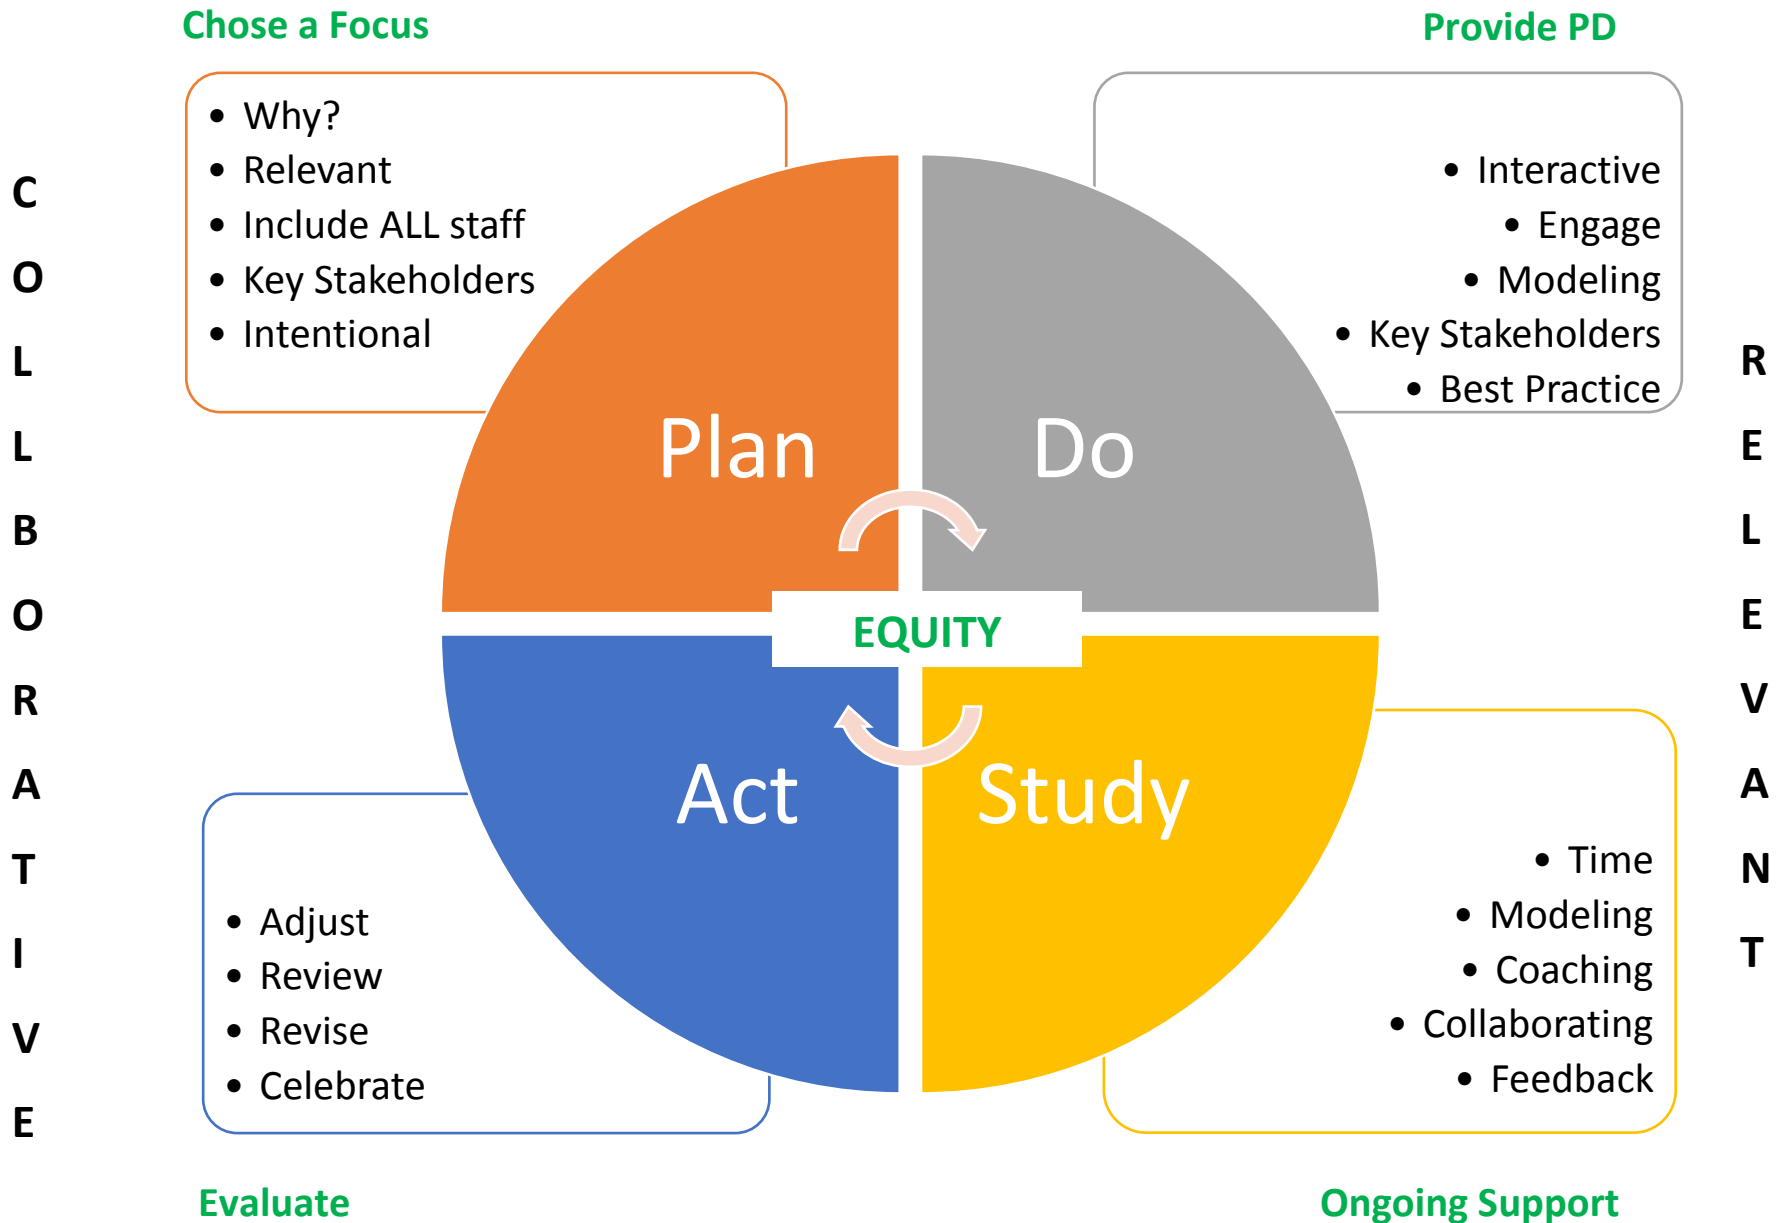 Chose a Focus
Provide PD
• Why?
• Relevant
• Include ALL staff
• Key Stakeholders
• Intentional
• Interactive
• Engage
• Modeling
• Key Stakeholders
• Best Practice
C
O
L
L
B
O
R
A
T
I
V
E
R
E
L
E
V
A
N
T
Plan
Do
EQUITY
Act
Study
• Adjust
• Review
• Revise
• Celebrate
• Time
• Modeling
• Coaching
• Collaborating
• Feedback
Evaluate
Ongoing Support